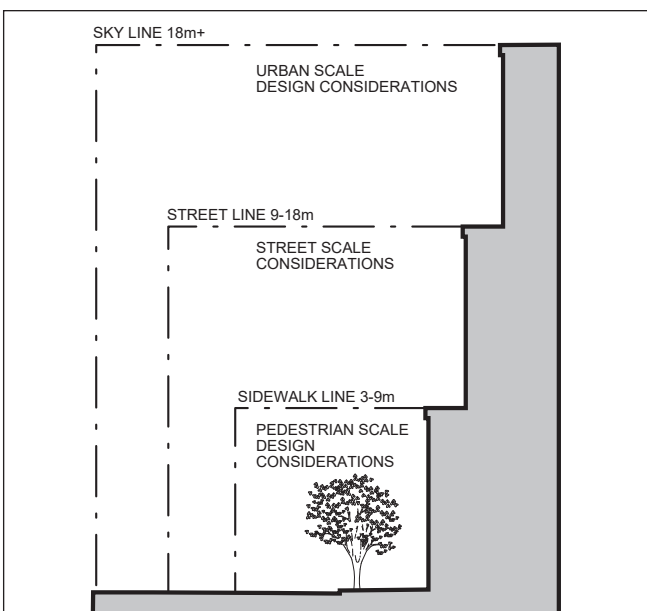 SKY LINE 18m+
URBAN SCALE
DESIGN CONSIDERATIONS
STREET LINE 9-18m
STREET SCALE
CONSIDERATIONS
SIDEWALK LINE 3-9m
PEDESTRIAN SCALE
DESIGN
CONSIDERATIONS